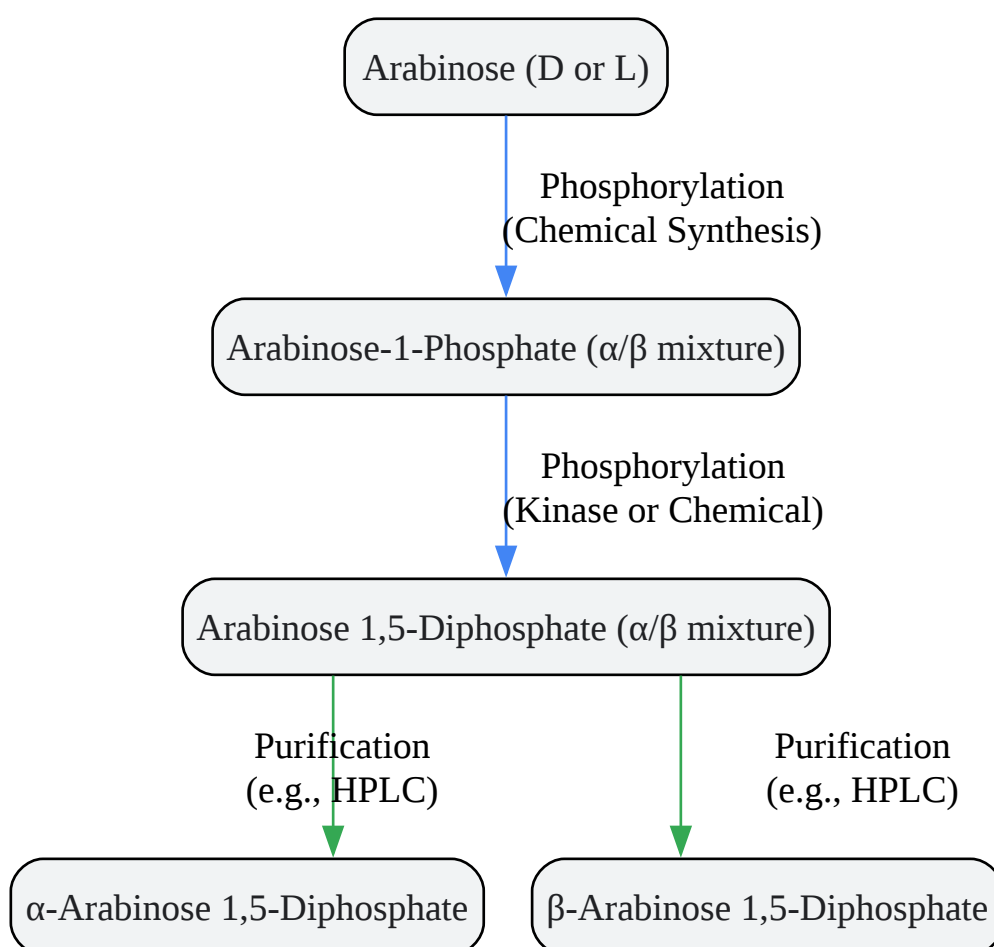 Arabinose (D or L)
Phosphorylation
(Chemical Synthesis)
Arabinose-1-Phosphate (α/β mixture)
Phosphorylation
(Kinase or Chemical)
Arabinose 1,5-Diphosphate (α/β mixture)
Purification
(e.g., HPLC)
Purification
(e.g., HPLC)
α-Arabinose 1,5-Diphosphate
β-Arabinose 1,5-Diphosphate